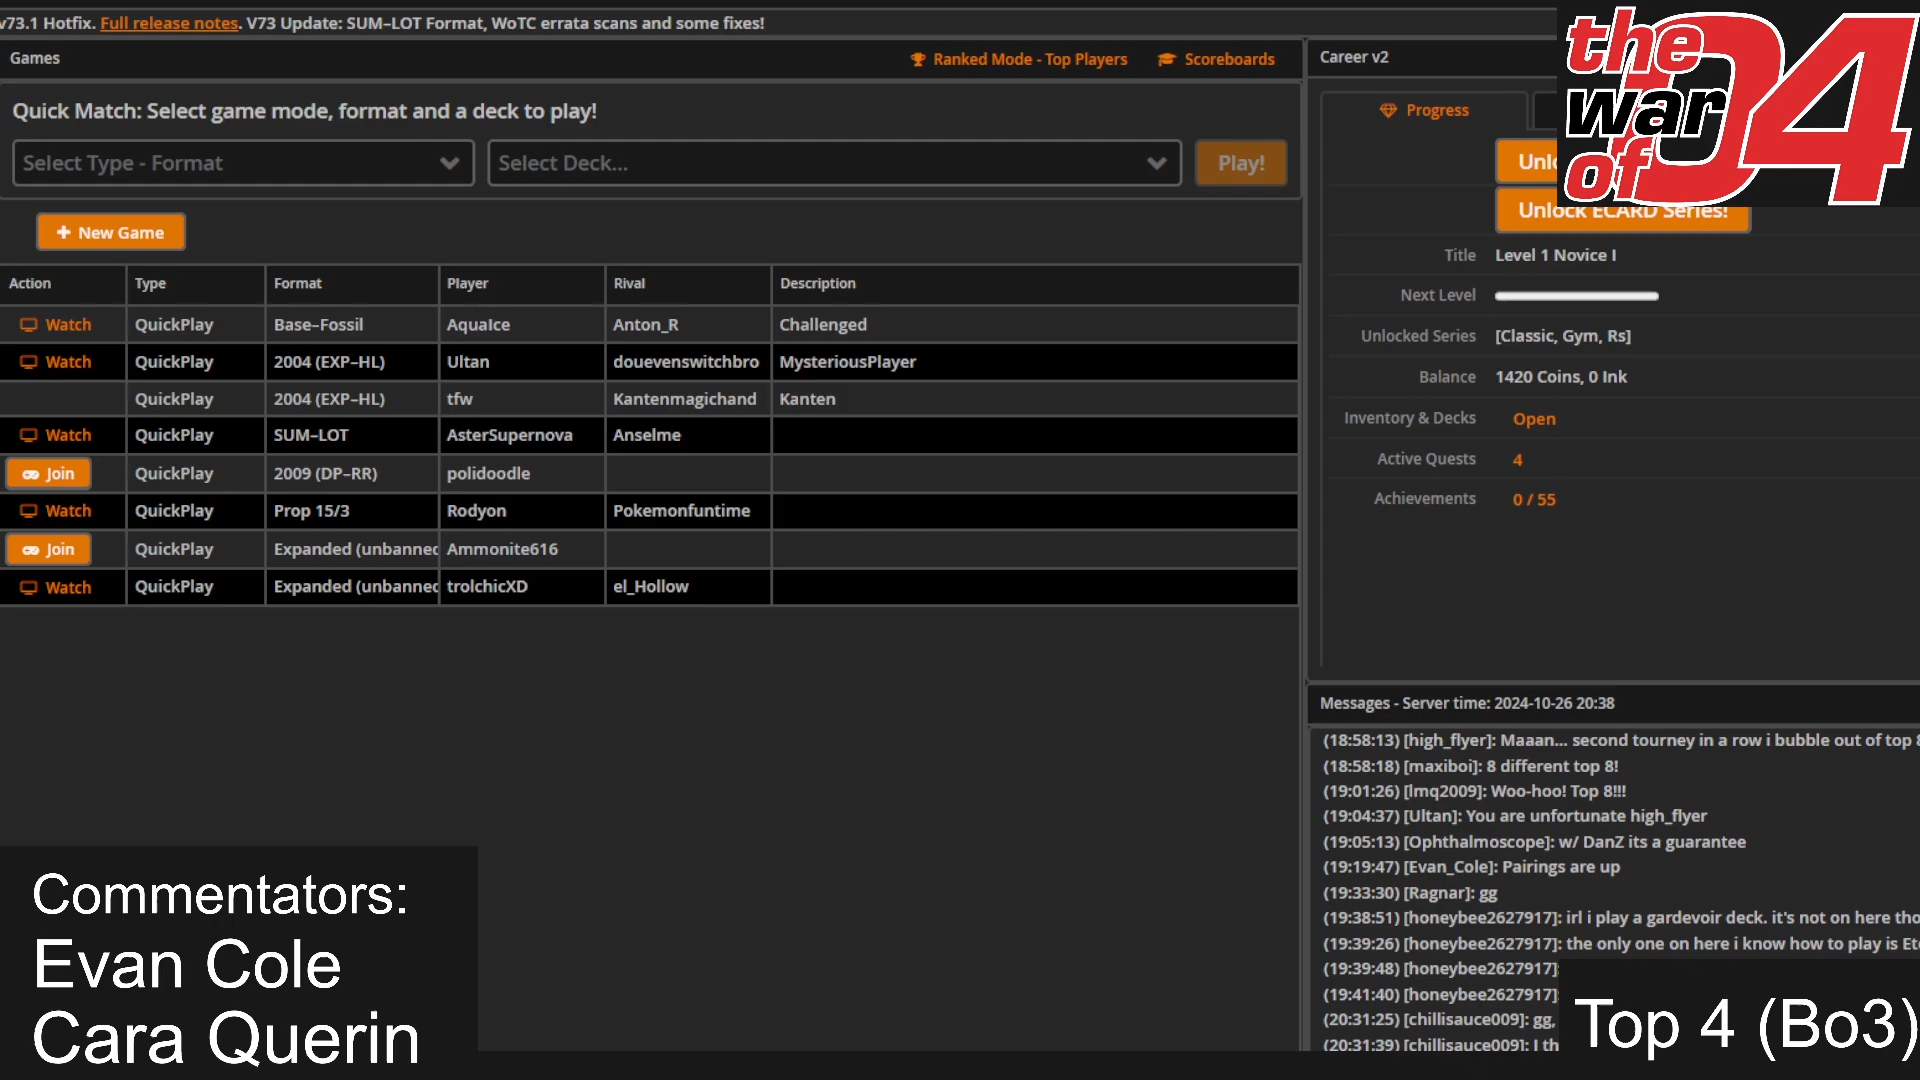 v73.1 Hotfix. Full release notes. V73 Update: SUM–LOT Format, WoTC errata scans and some fixes!
Games
Ranked Mode - Top Players
Scoreboards
Quick Match: Select game mode, format and a deck to play!
Select Type - Format
Select Deck...
Play!
+ New Game
Action Type Format Player Rival Description
Watch QuickPlay Base–Fossil AquaIce Anton_R Challenged
Watch QuickPlay 2004 (EXP–HL) Ultan douevenswitchbro MysteriousPlayer
QuickPlay 2004 (EXP–HL) tfw Kantenmagichand Kanten
Watch QuickPlay SUM–LOT AsterSupernova Anselme
Join QuickPlay 2009 (DP–RR) polidoodle
Watch QuickPlay Prop 15/3 Rodyon Pokemonfuntime
Join QuickPlay Expanded (unbanned Ammonite616
Watch QuickPlay Expanded (unbanned trolchicXD el_Hollow
Career v2
Progress
the war of 04
Unlock ECARD Series!
Title Level 1 Novice I
Next Level
Unlocked Series [Classic, Gym, Rs]
Balance 1420 Coins, 0 Ink
Inventory & Decks Open
Active Quests 4
Achievements 0 / 55
Messages - Server time: 2024-10-26 20:38
(18:58:13) [high_flyer]: Maaan... second tourney in a row i bubble out of top 8
(18:58:18) [maxiboi]: 8 different top 8!
(19:01:26) [lmq2009]: Woo-hoo! Top 8!!!
(19:04:37) [Ultan]: You are unfortunate high_flyer
(19:05:13) [Ophthalmoscope]: w/ DanZ its a guarantee
(19:19:47) [Evan_Cole]: Pairings are up
(19:33:30) [Ragnar]: gg
(19:38:51) [honeybee2627917]: irl i play a gardevoir deck. it's not on here tho
(19:39:26) [honeybee2627917]: the only one on here i know how to play is
(19:39:48) [honeybee2627917]:
(19:41:40) [honeybee2627917]:
(20:31:25) [chillisauce009]: gg,
(20:31:39) [chillisauce009]: I
Commentators:
Evan Cole
Cara Querin
Top 4 (Bo3)